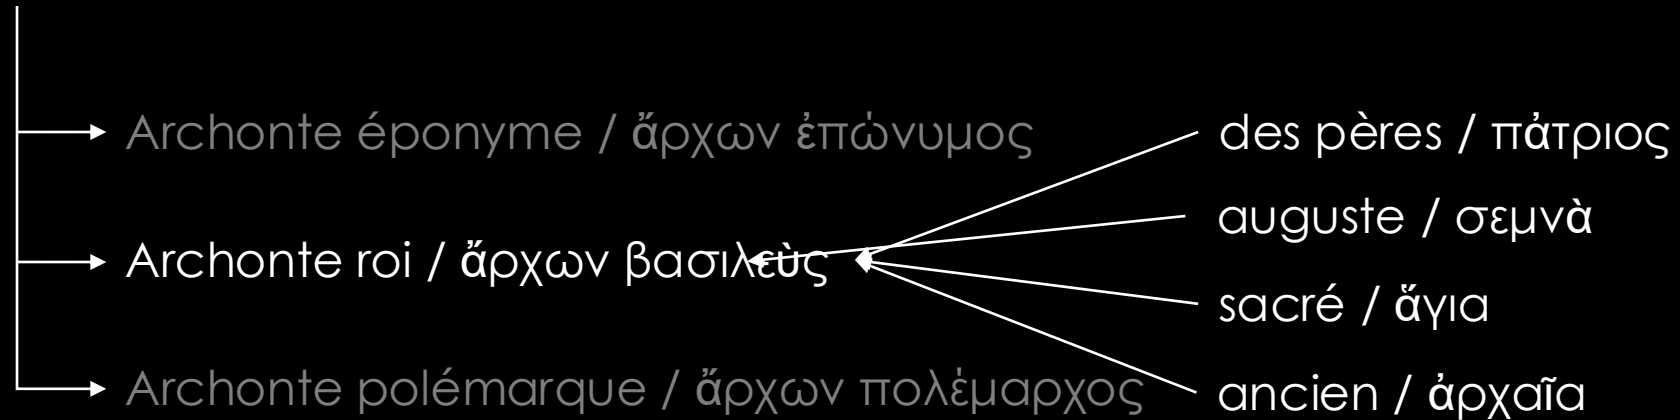 Archonte éponyme / ἄρχων ἐπώνυμος
des pères / πἀτριος
auguste / σεμνὰ
Archonte roi / ἄρχων βασιλεὺς
sacré / ἅγια
Archonte polémarque / ἄρχων πολέμαρχος
ancien / ἀρχαῖα